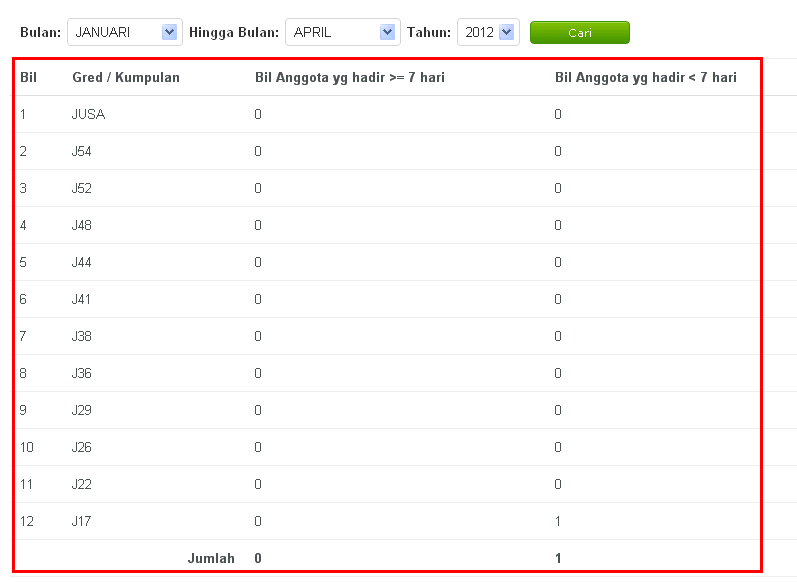 Bulan: JANUARI Hingga Bulan: APRIL Tahun: 2012 Cari
Bil Gred / Kumpulan Bil Anggota yg hadir >= 7 hari Bil Anggota yg hadir < 7 hari
1 JUSA 0 0
2 J54 0 0
3 J52 0 0
4 J48 0 0
5 J44 0 0
6 J41 0 0
7 J38 0 0
8 J36 0 0
9 J29 0 0
10 J26 0 0
11 J22 0 0
12 J17 0 1
Jumlah 0 1